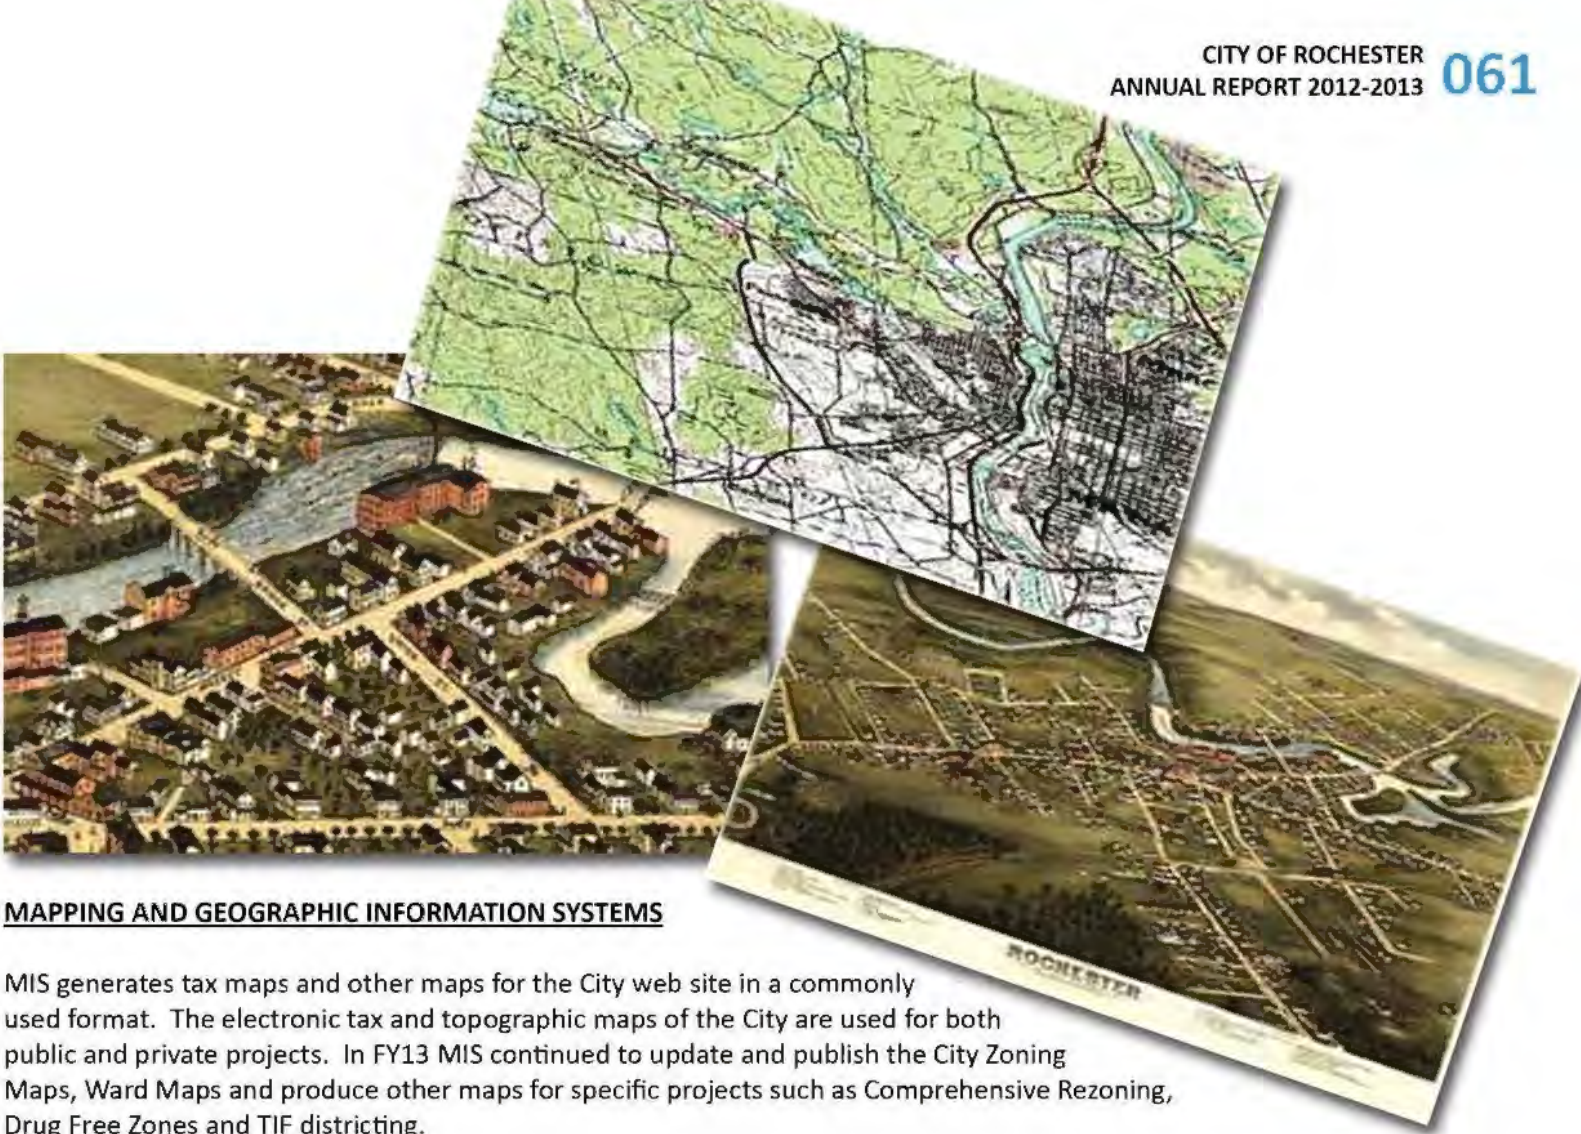 CITY OF ROCHESTER
ANNUAL REPORT 2012-2013 061
ROCHESTER
MAPPING AND GEOGRAPHIC INFORMATION SYSTEMS
MIS generates tax maps and other maps for the City web site in a commonly
used format.  The electronic tax and topographic maps of the City are used for both
public and private projects.  In FY13 MIS continued to update and publish the City Zoning
Maps, Ward Maps and produce other maps for specific projects such as Comprehensive Rezoning,
Drug Free Zones and TIF districting.